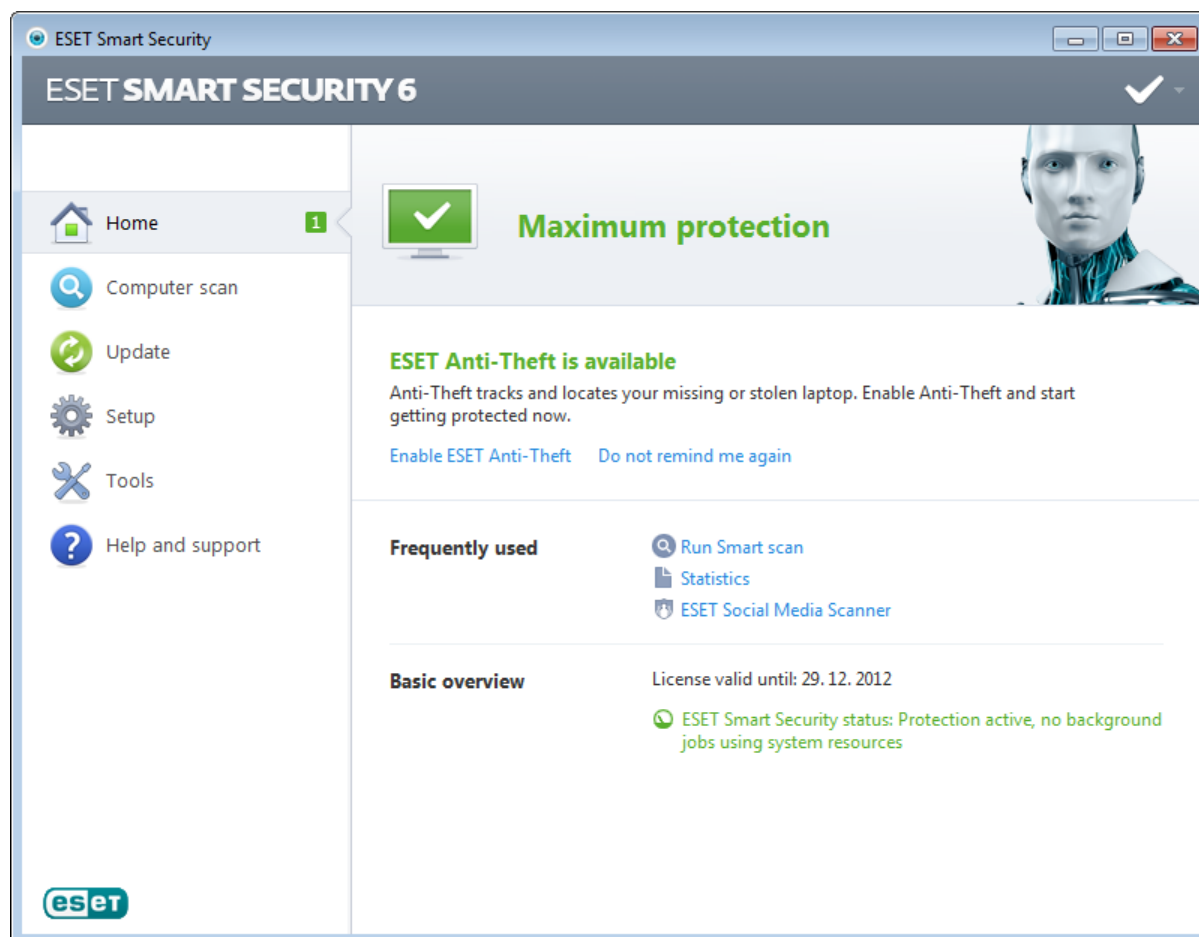 ESET Smart Security
ESET SMART SECURITY 6
Home 1
Computer scan
Update
Setup
Tools
Help and support
Maximum protection
ESET Anti-Theft is available
Anti-Theft tracks and locates your missing or stolen laptop. Enable Anti-Theft and start
getting protected now.
Enable ESET Anti-Theft Do not remind me again
Frequently used
Run Smart scan
Statistics
ESET Social Media Scanner
Basic overview
License valid until: 29. 12. 2012
ESET Smart Security status: Protection active, no background
jobs using system resources
eset